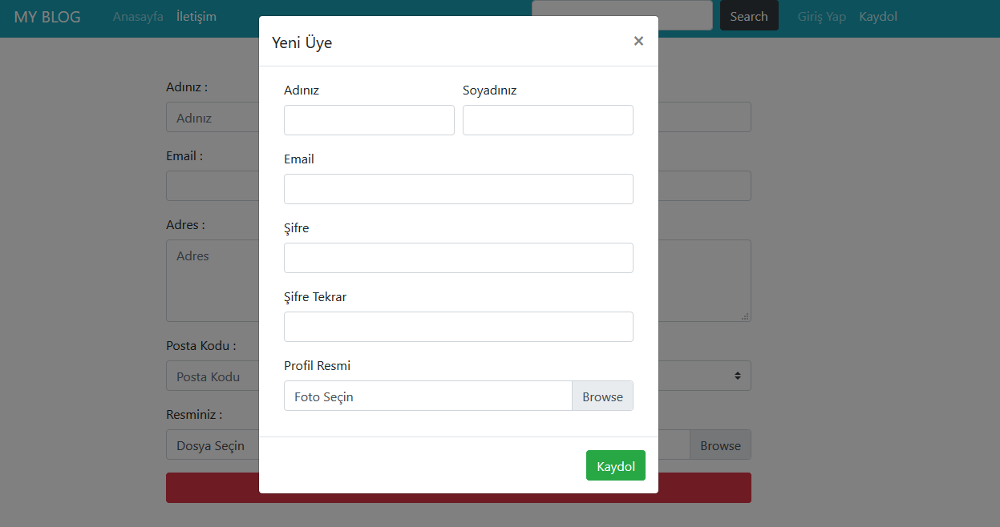 MY BLOG Anasayfa İletişim Search Giriş Yap Kaydol
Yeni Üye ×
Adınız Soyadınız
Email
Şifre
Şifre Tekrar
Profil Resmi
Foto Seçin Browse
Kaydol
Adınız :
Adınız
Email :
Adres :
Adres
Posta Kodu :
Posta Kodu
Resminiz :
Dosya Seçin Browse